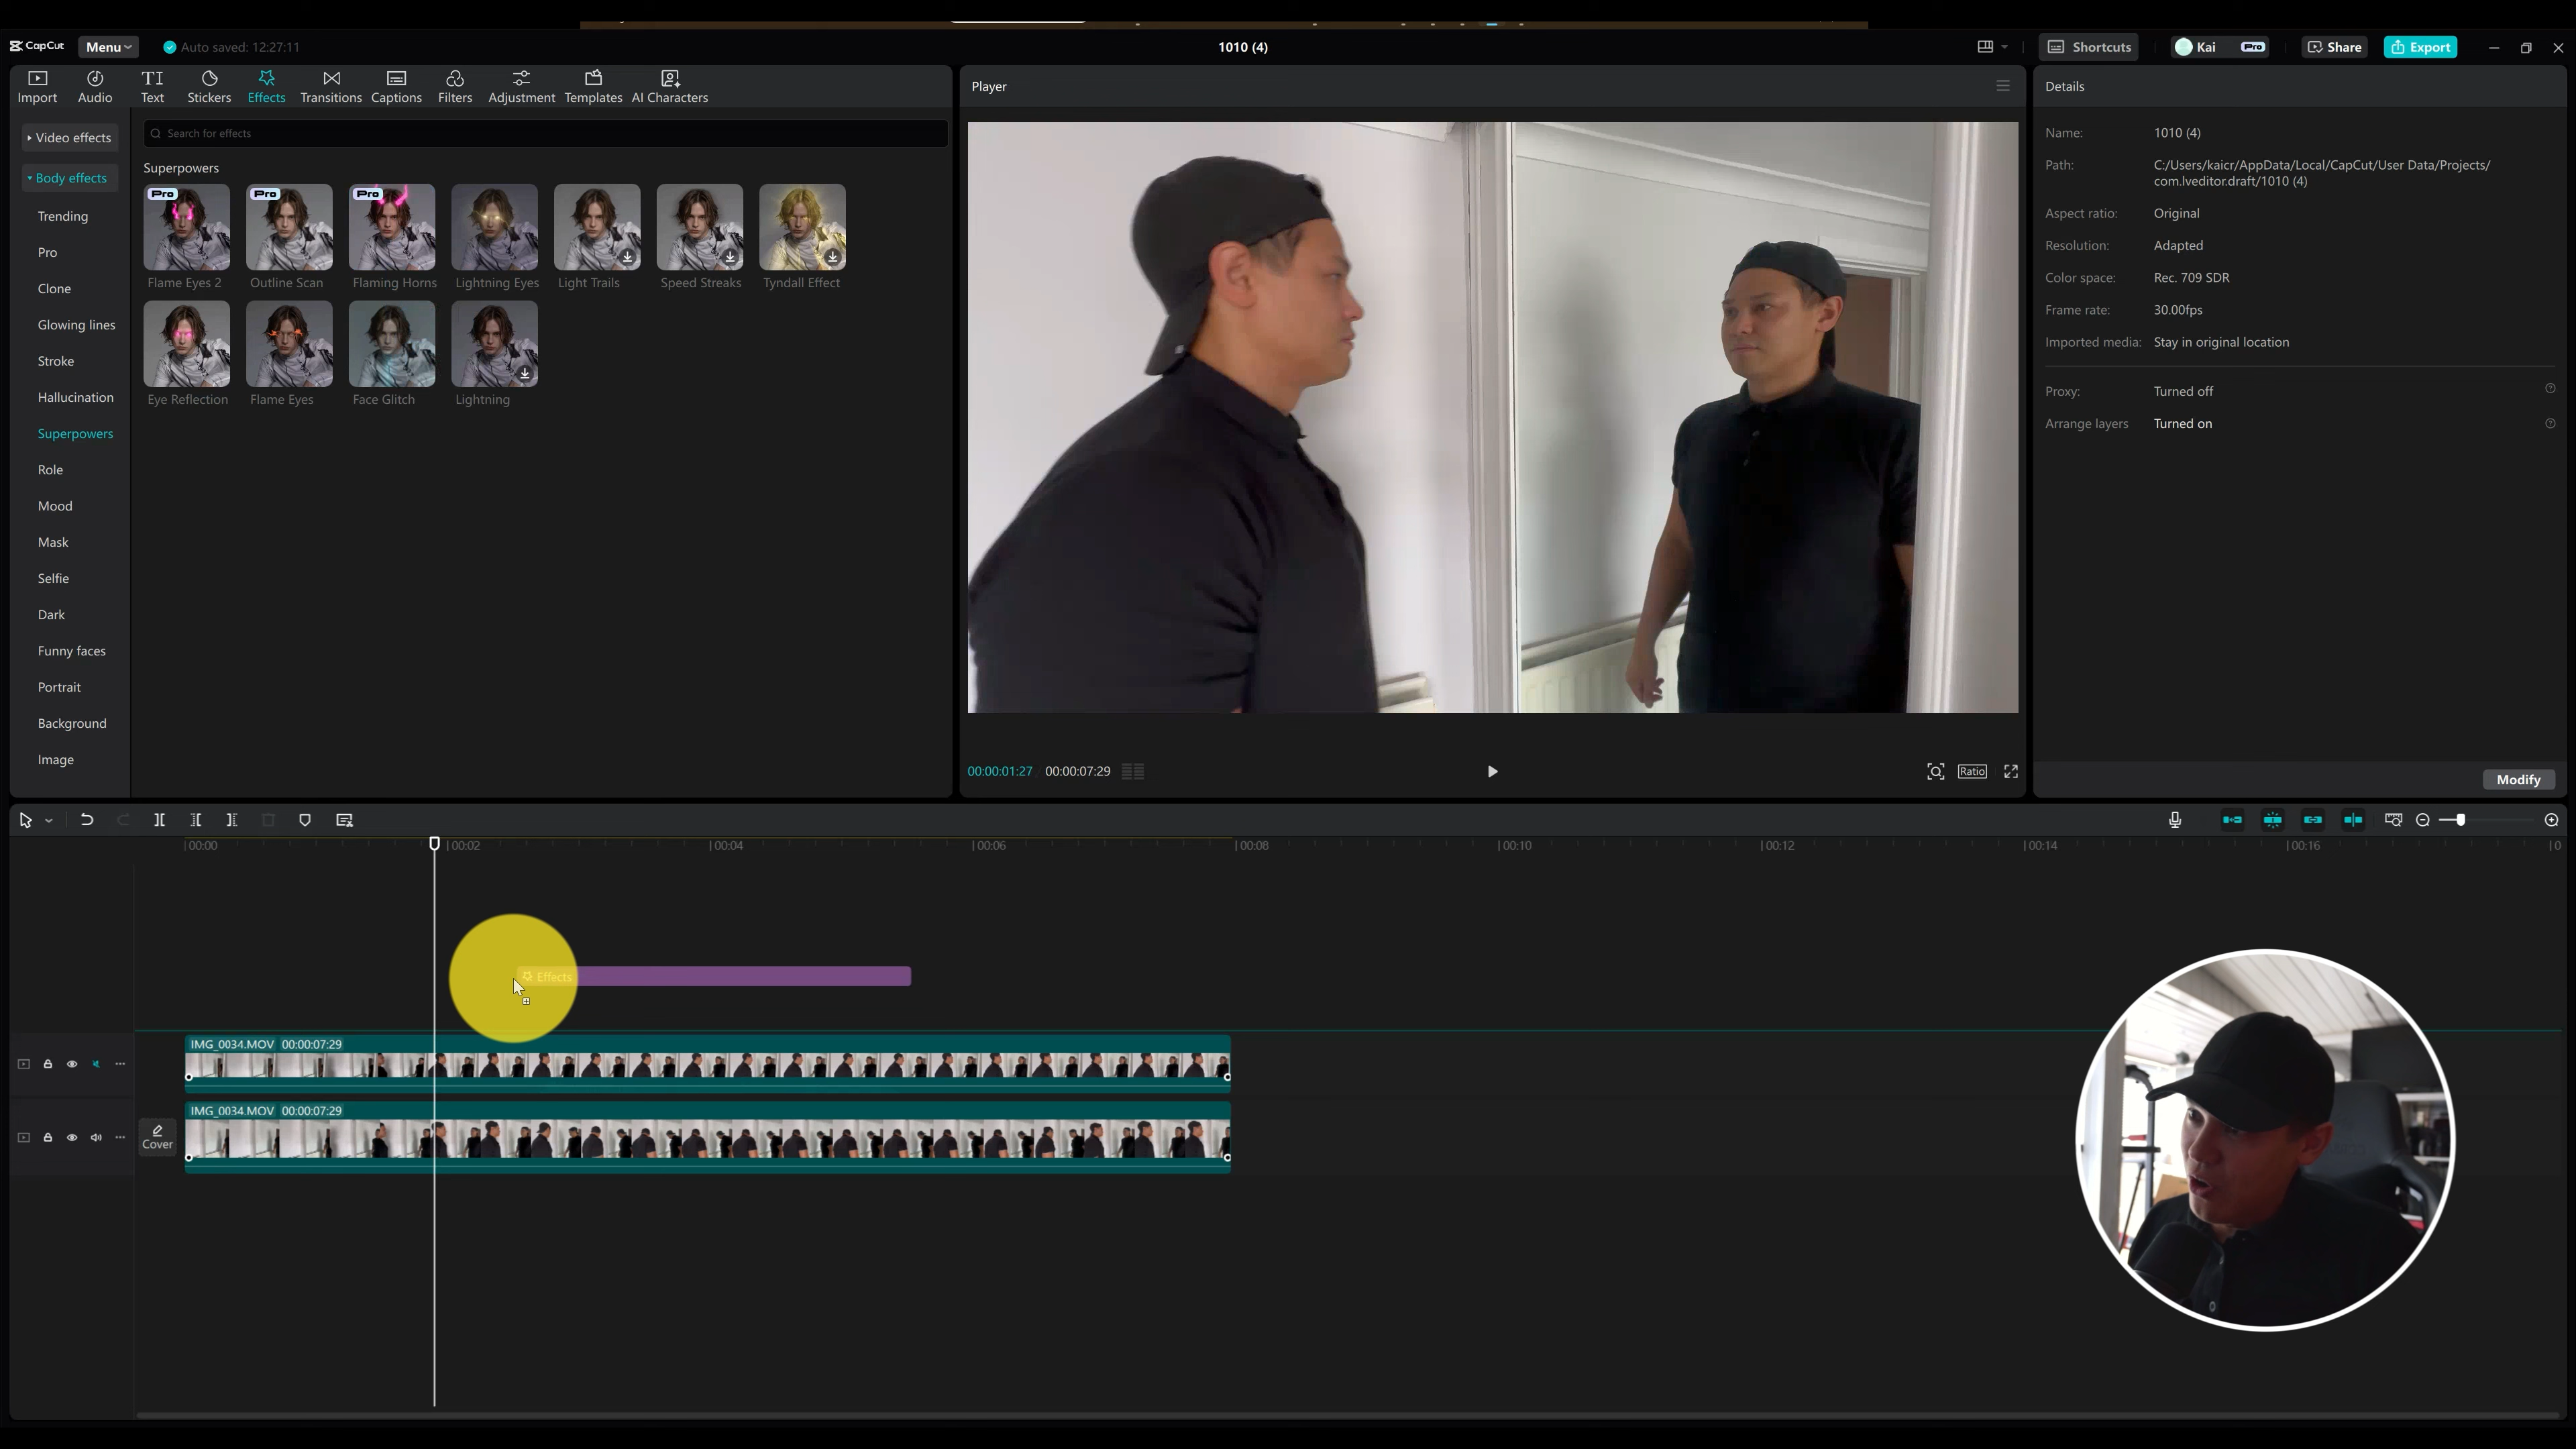 CapCut
Menu
Auto saved: 12:27:11
1010 (4)
Shortcuts
Kai
Pro
Share
Export
Import
Audio
Text
Stickers
Effects
Transitions
Captions
Filters
Adjustment
Templates
AI Characters
Player
Details
Video effects
Body effects
Trending
Pro
Clone
Glowing lines
Stroke
Hallucination
Superpowers
Role
Mood
Mask
Selfie
Dark
Funny faces
Portrait
Background
Image
Search for effects
Superpowers
Pro
Pro
Pro
Flame Eyes 2
Outline Scan
Flaming Horns
Lightning Eyes
Light Trails
Speed Streaks
Tyndall Effect
Eye Reflection
Flame Eyes
Face Glitch
Lightning
00:00:01:27
00:00:07:29
Ratio
Name: 1010 (4)
Path: C:/Users/kaicr/AppData/Local/CapCut/User Data/Projects/
com.lveditor.draft/1010 (4)
Aspect ratio: Original
Resolution: Adapted
Color space: Rec. 709 SDR
Frame rate: 30.00fps
Imported media: Stay in original location
Proxy: Turned off
Arrange layers Turned on
Modify
00:00
00:02
00:04
00:06
00:08
00:10
00:12
00:14
00:16
0
Effects
IMG_0034.MOV 00:00:07:29
IMG_0034.MOV 00:00:07:29
Cover